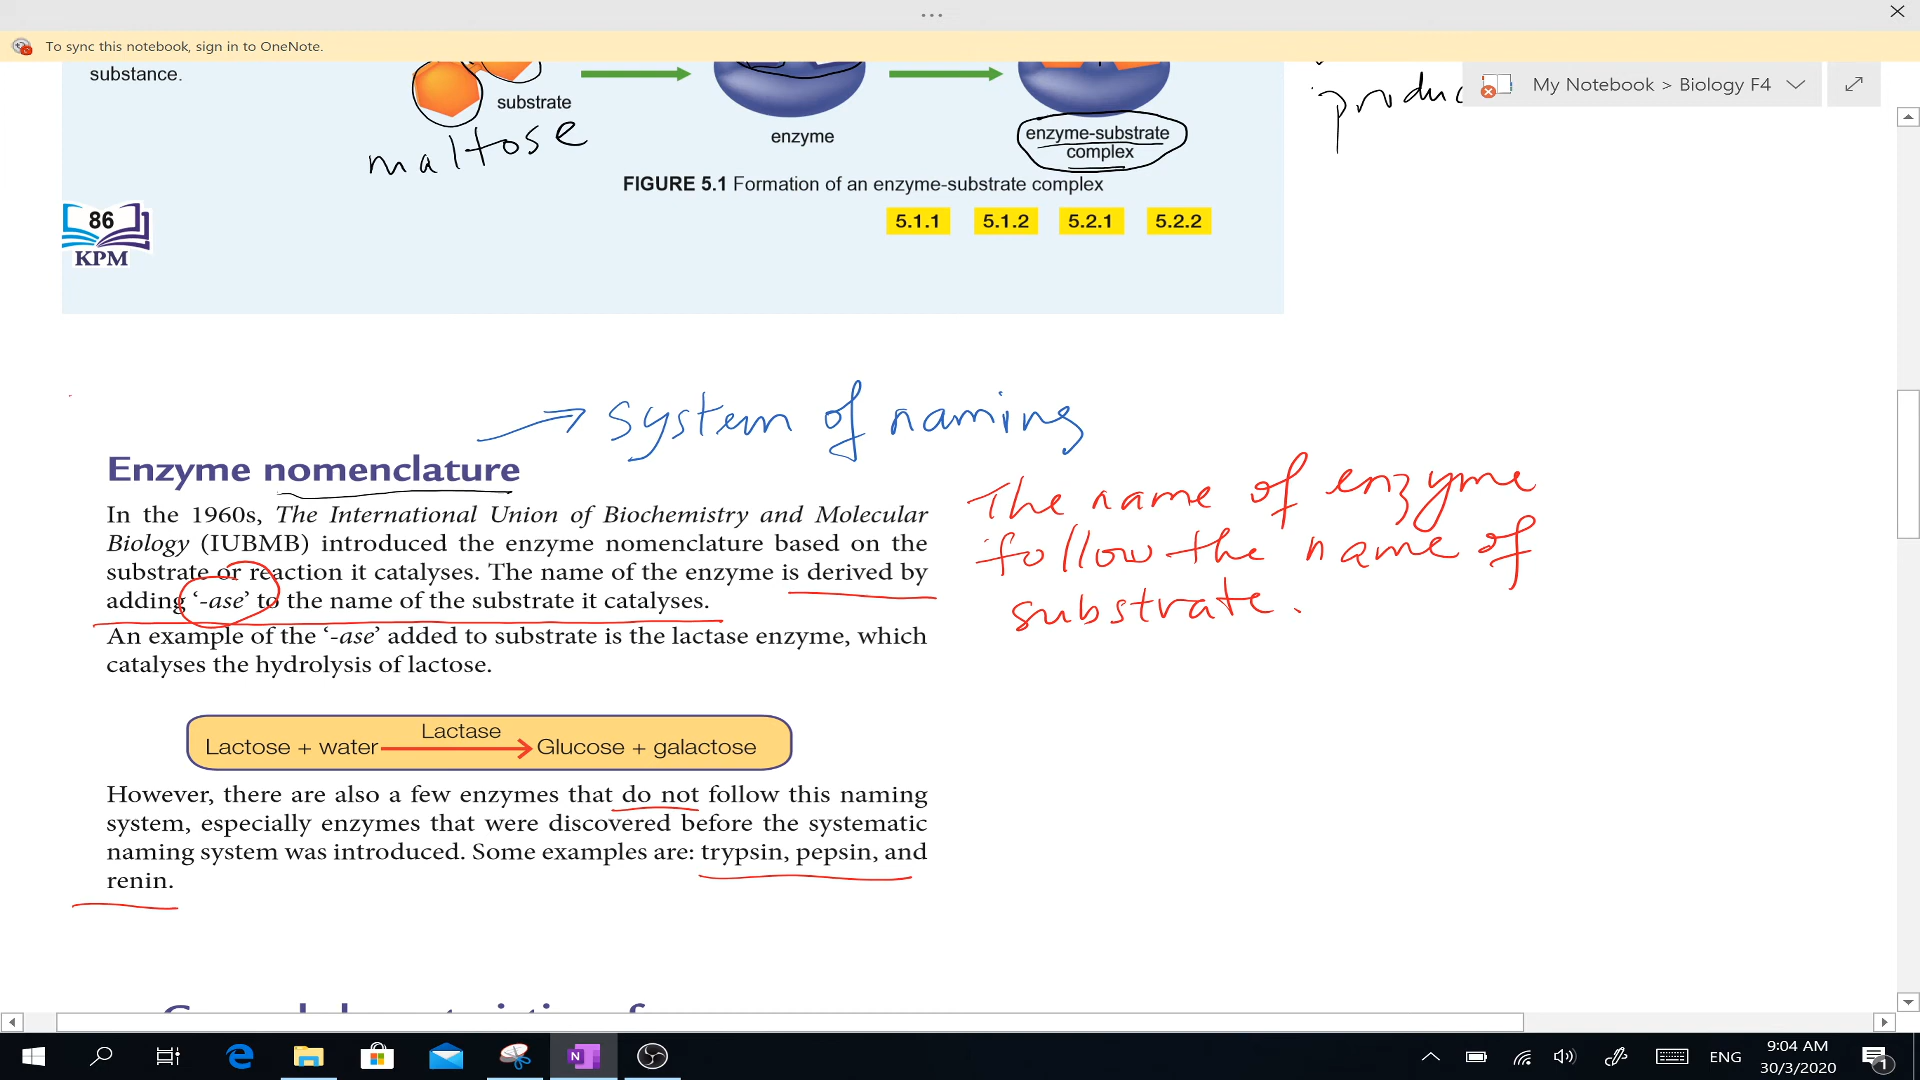 To sync this notebook, sign in to OneNote.
My Notebook > Biology F4
substance.
substrate
maltose
enzyme
enzyme-substrate
complex
FIGURE 5.1 Formation of an enzyme-substrate complex
86
KPM
5.1.1 5.1.2 5.2.1 5.2.2
system of naming
Enzyme nomenclature
In the 1960s, The International Union of Biochemistry and Molecular
Biology (IUBMB) introduced the enzyme nomenclature based on the
substrate or reaction it catalyses. The name of the enzyme is derived by
adding ‘-ase’ to the name of the substrate it catalyses.
An example of the ‘-ase’ added to substrate is the lactase enzyme, which
catalyses the hydrolysis of lactose.
The name of enzyme
follow the name of
substrate.
Lactase
Lactose + water Glucose + galactose
However, there are also a few enzymes that do not follow this naming
system, especially enzymes that were discovered before the systematic
naming system was introduced. Some examples are: trypsin, pepsin, and
renin.
ENG
9:04 AM
30/3/2020
1